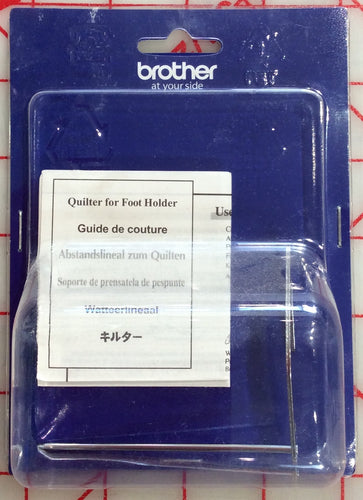 brother
at your side
Quilter for Foot Holder
Guide de couture
Abstandslineal zum Quilten
Soporte de prensatela de pespunte
Watteerlineaal
キルター
Use